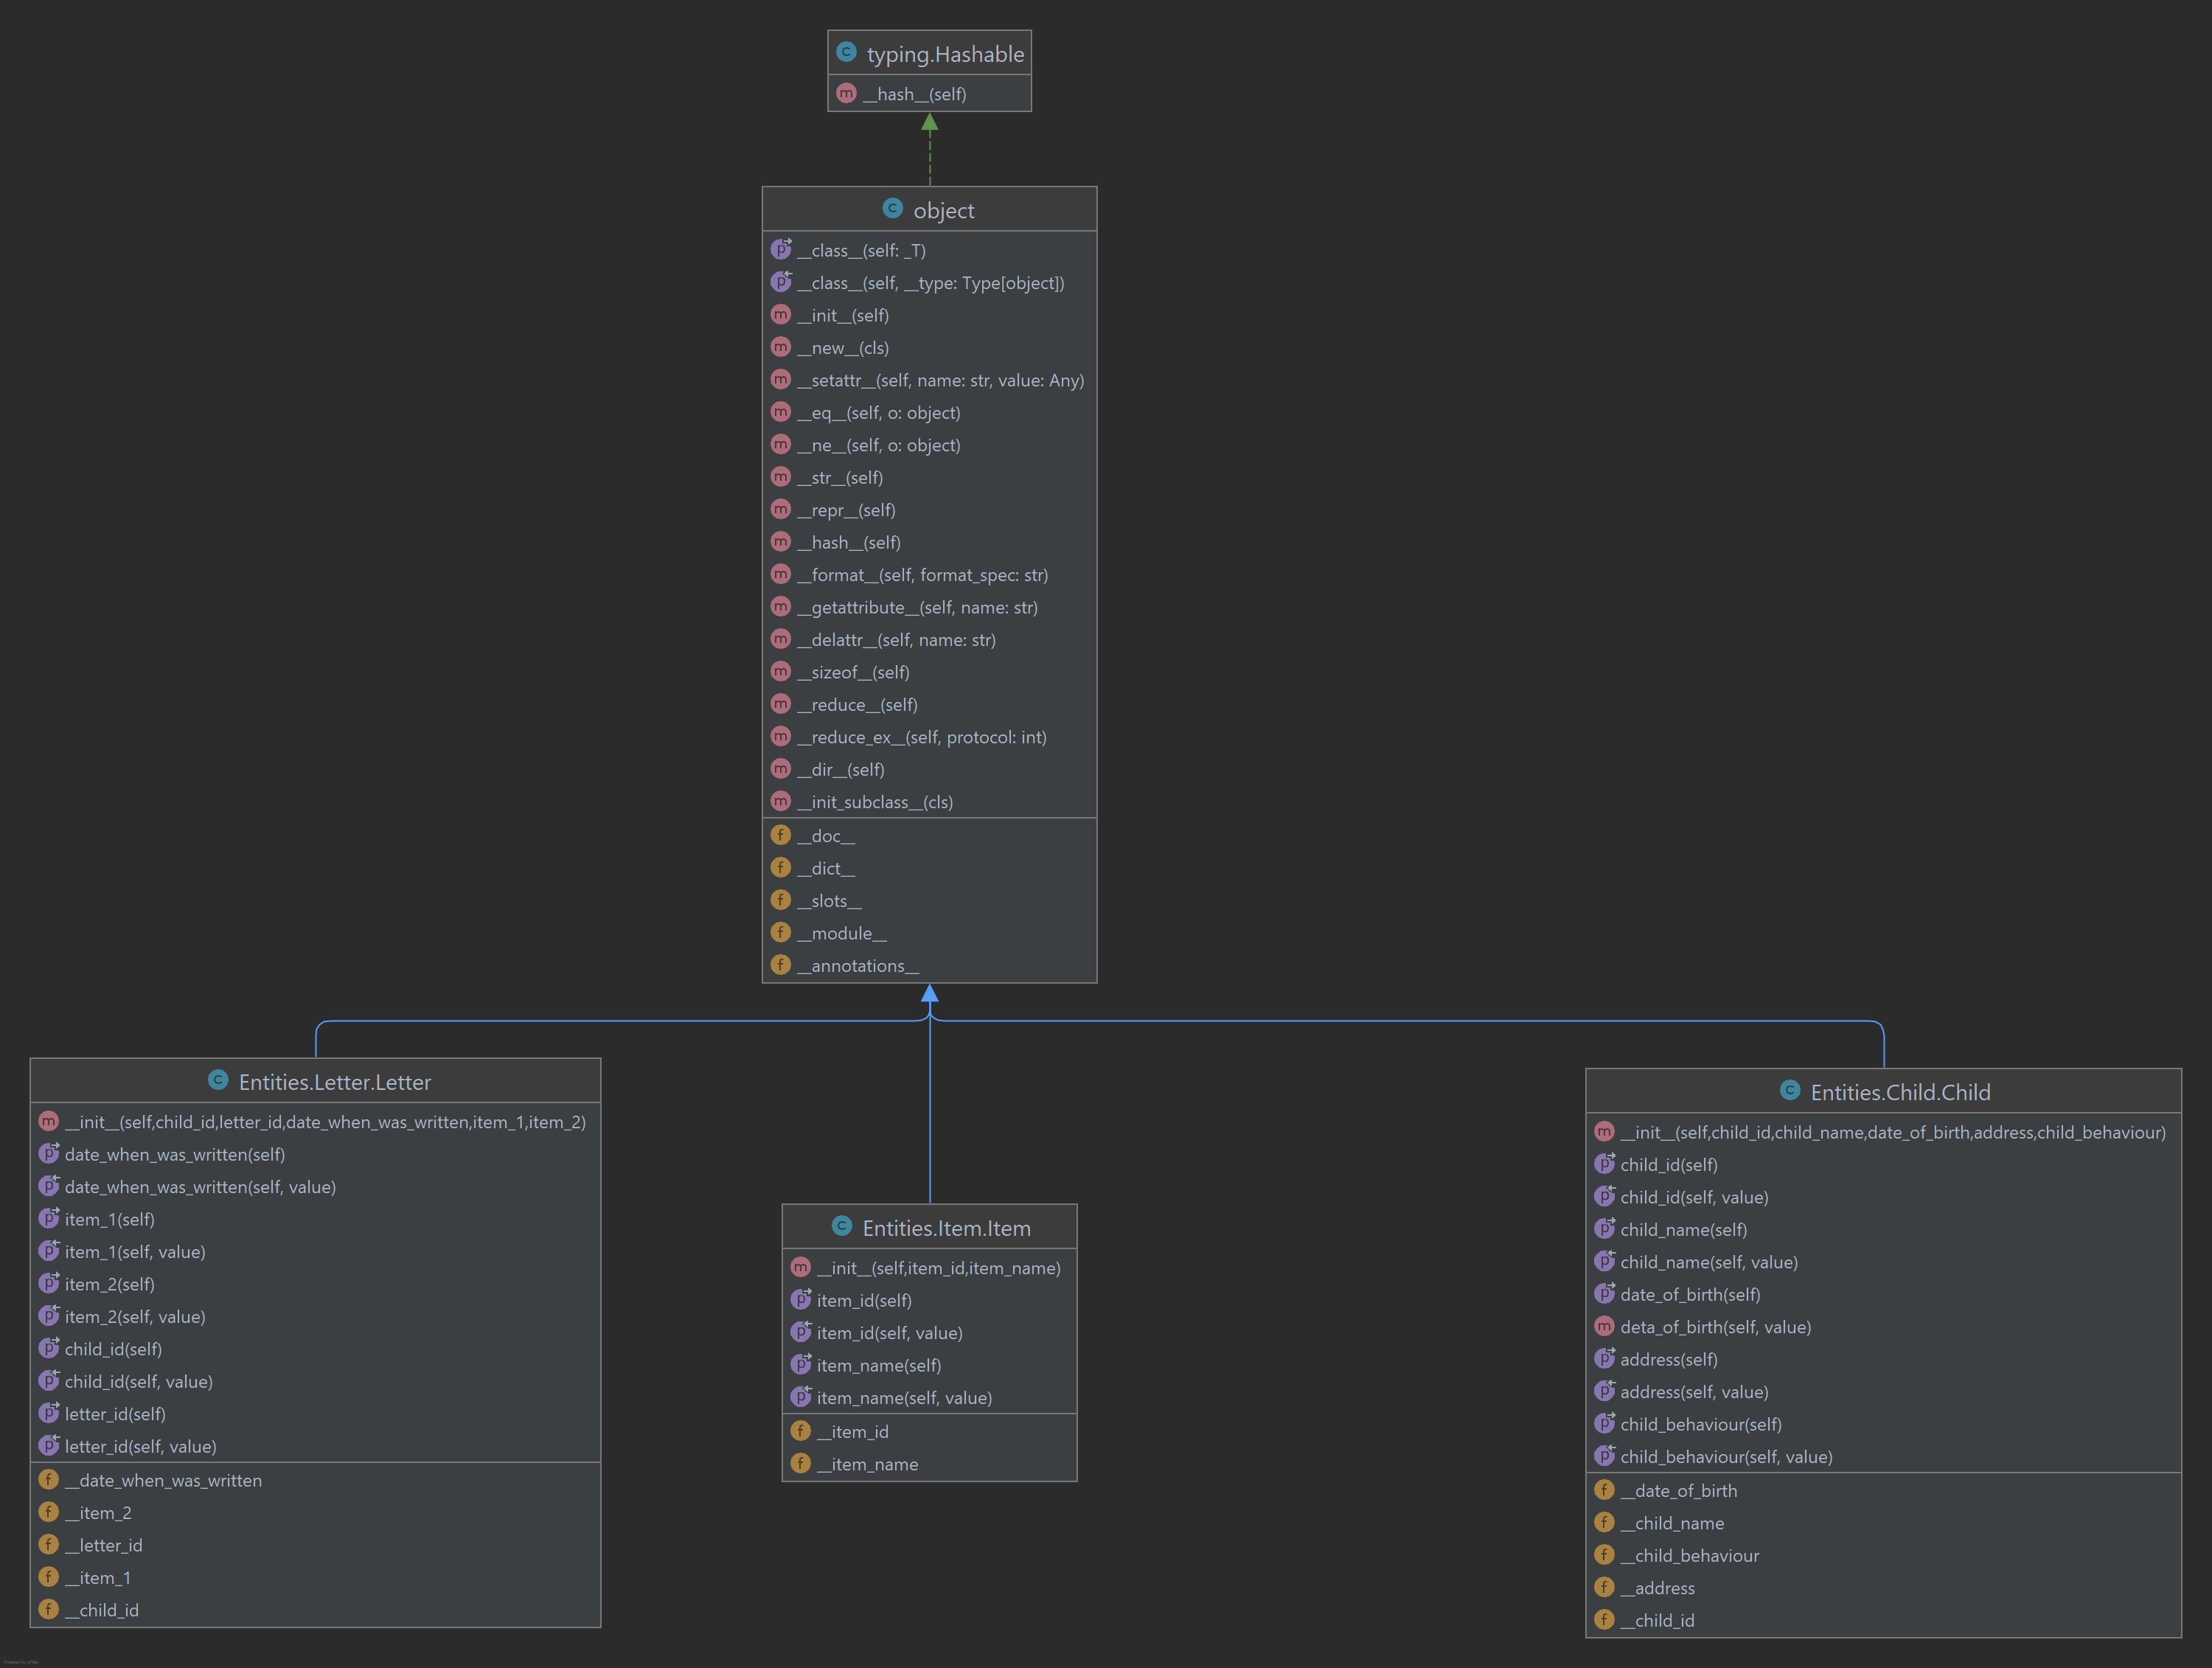 typing.Hashable
__hash__(self)
object
__class__(self: _T)
__class__(self, __type: Type[object])
__init__(self)
__new__(cls)
__setattr__(self, name: str, value: Any)
__eq__(self, o: object)
__ne__(self, o: object)
__str__(self)
__repr__(self)
__hash__(self)
__format__(self, format_spec: str)
__getattribute__(self, name: str)
__delattr__(self, name: str)
__sizeof__(self)
__reduce__(self)
__reduce_ex__(self, protocol: int)
__dir__(self)
__init_subclass__(cls)
__doc__
__dict__
__slots__
__module__
__annotations__
Entities.Letter.Letter
__init__(self,child_id,letter_id,date_when_was_written,item_1,item_2)
date_when_was_written(self)
date_when_was_written(self, value)
item_1(self)
item_1(self, value)
item_2(self)
item_2(self, value)
child_id(self)
child_id(self, value)
letter_id(self)
letter_id(self, value)
__date_when_was_written
__item_2
__letter_id
__item_1
__child_id
Entities.Item.Item
__init__(self,item_id,item_name)
item_id(self)
item_id(self, value)
item_name(self)
item_name(self, value)
__item_id
__item_name
Entities.Child.Child
__init__(self,child_id,child_name,date_of_birth,address,child_behaviour)
child_id(self)
child_id(self, value)
child_name(self)
child_name(self, value)
date_of_birth(self)
deta_of_birth(self, value)
address(self)
address(self, value)
child_behaviour(self)
child_behaviour(self, value)
__date_of_birth
__child_name
__child_behaviour
__address
__child_id
Powered by yFiles